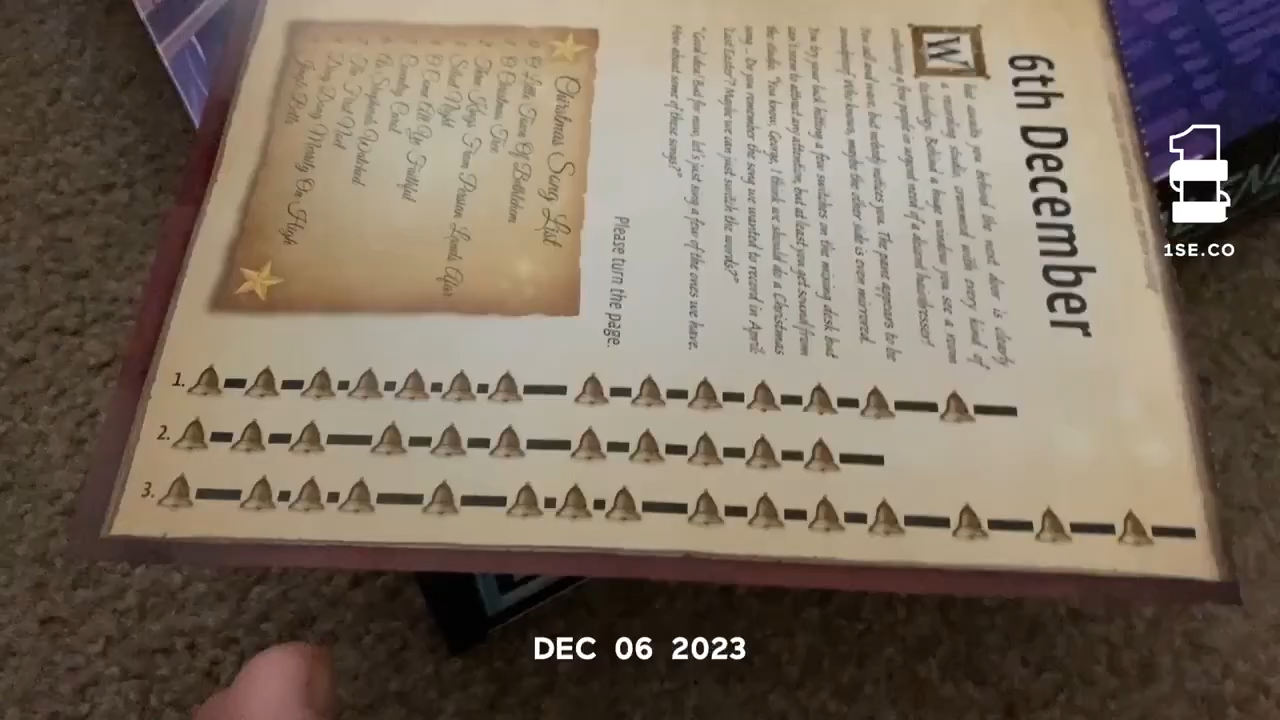 6th December
What awaits you behind the next door is clearly
a recording studio, crammed with every kind of
technology. Behind a huge window you see a room
containing a few people in urgent need of a decent hairdresser!
You call and wave, but nobody notices you. The pane appears to be
soundproof. Who knows, maybe the other side is even mirrored.
You try your luck hitting a few switches on the mixing desk but
can't seem to attract any attention, but at least you get sound from
the studio. "You know, George, I think we should do a Christmas
song... Do you remember the song we wanted to record in April:
'Last Easter'? Maybe we can just switch the words?"
"Good idea! But for now, let's just sing a few of the ones we have.
How about some of these songs?"
Please turn the page.
Christmas Song List
O Little Town Of Bethlehem
O Christmas Tree
Three Kings From Persian Lands Afar
Silent Night
O Come All Ye Faithful
Coventry Carol
As Shepherds Watched
The First Noel
Ding Dong Merrily On High
Jingle Bells
1.
2.
3.
1SE.CO
DEC 06 2023